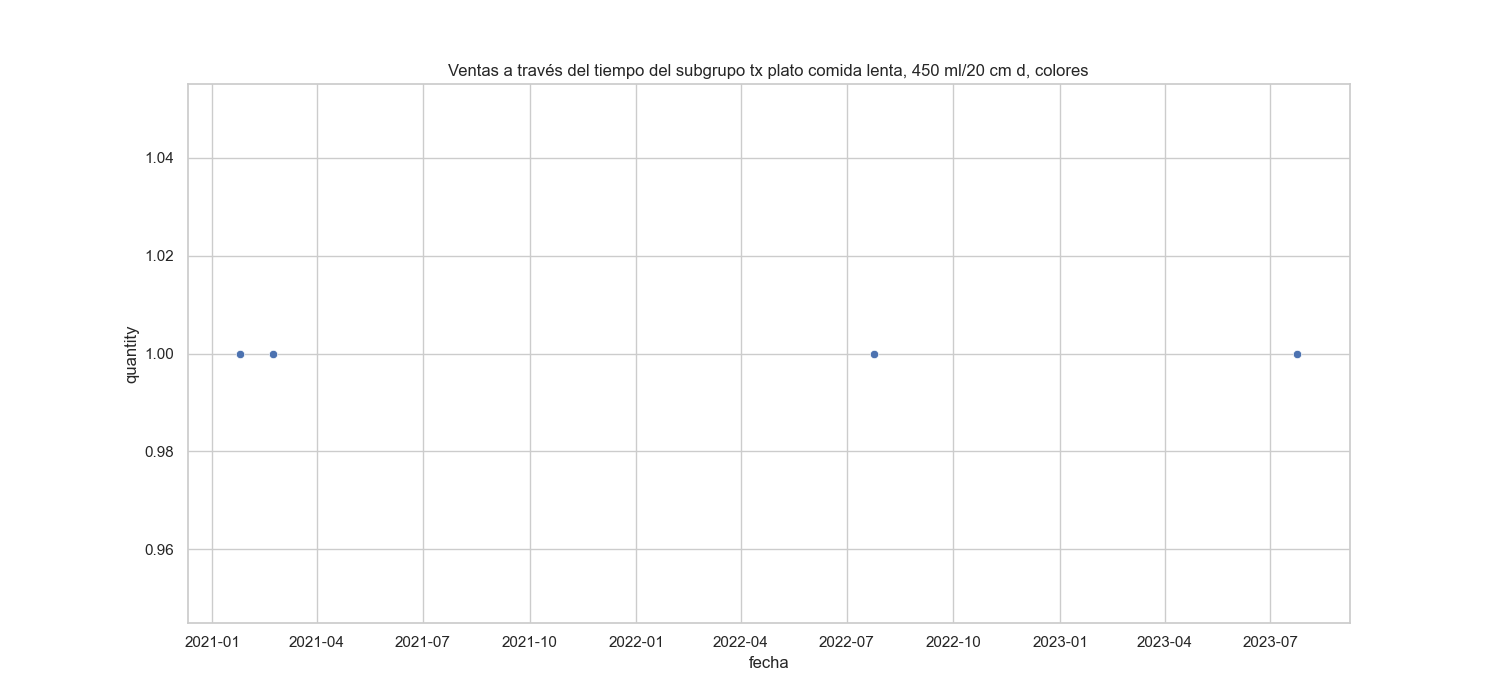 Ventas a través del tiempo del subgrupo tx plato comida lenta, 450 ml/20 cm d, colores
1.04
1.02
1.00
0.98
0.96
quantity
2021-01 2021-04 2021-07 2021-10 2022-01 2022-04 2022-07 2022-10 2023-01 2023-04 2023-07
fecha